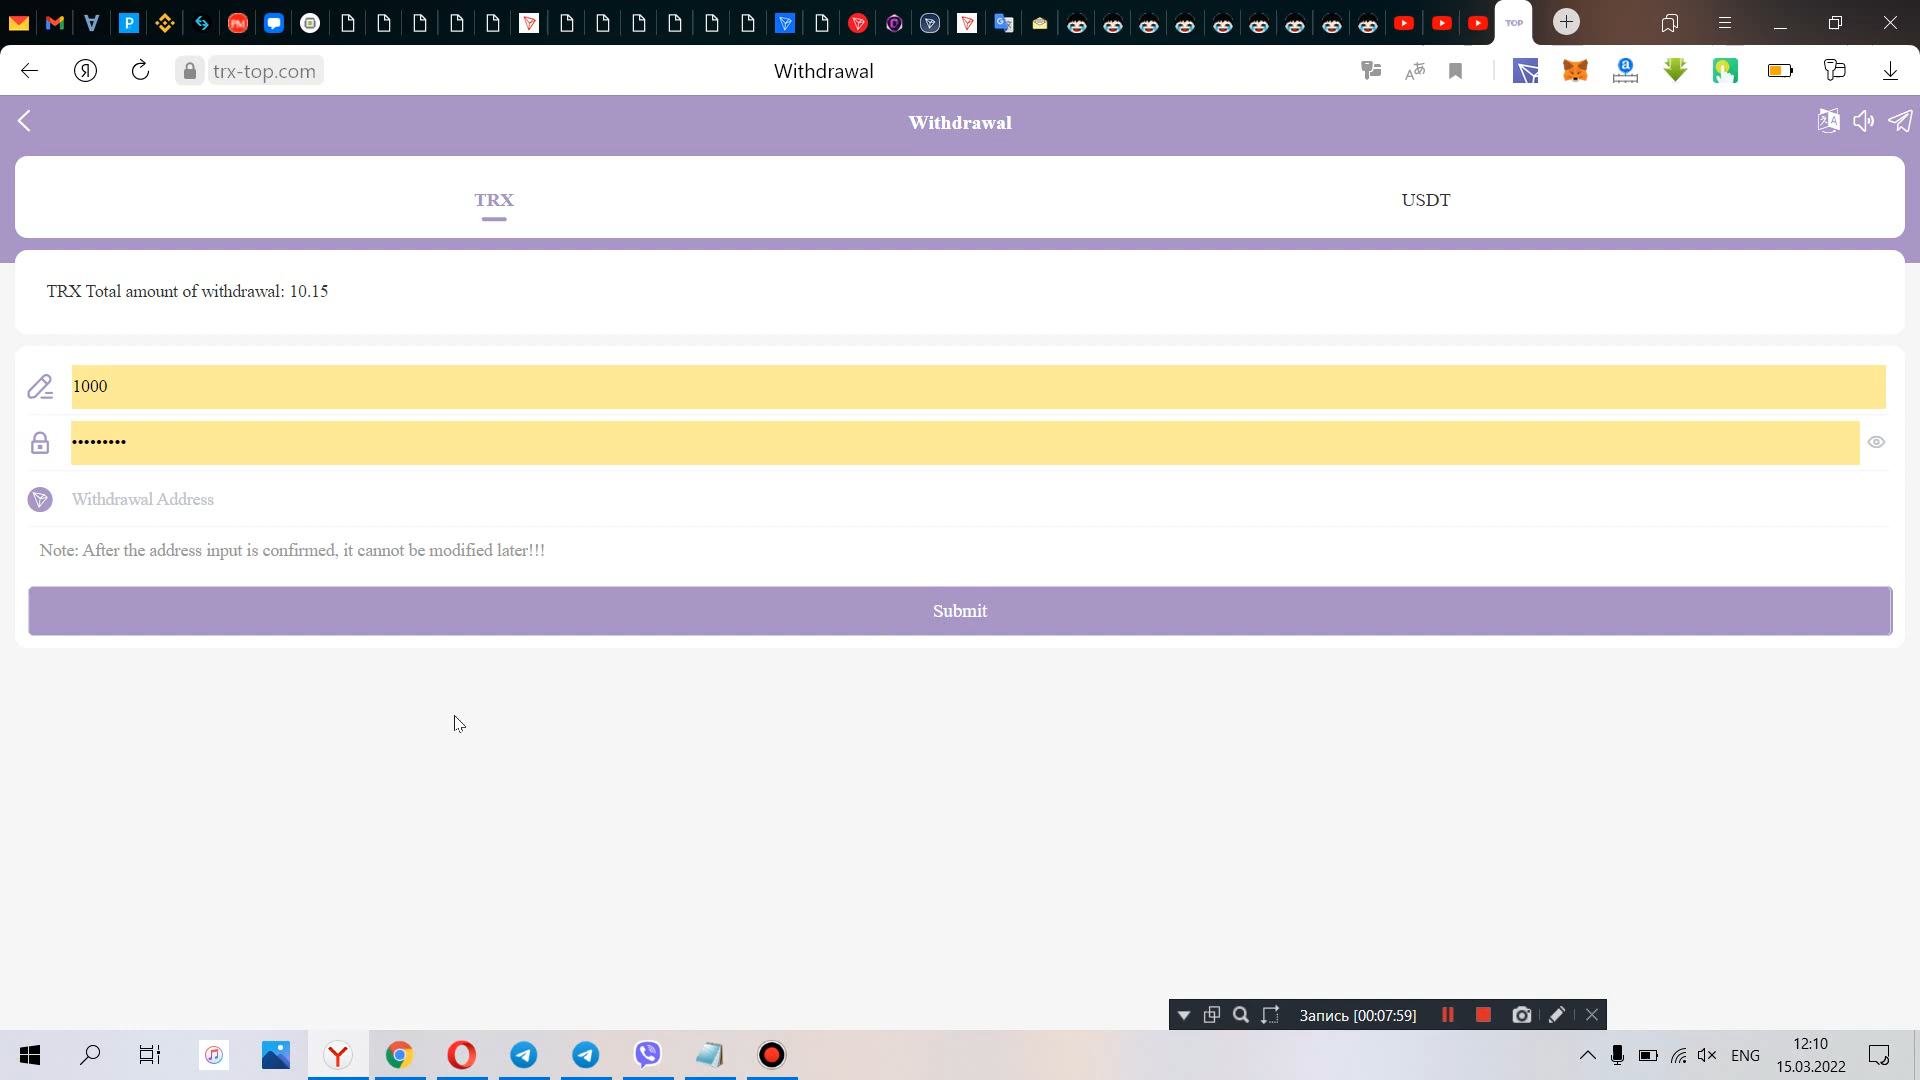 TOP
trx-top.com
Withdrawal
Withdrawal
TRX
USDT
TRX Total amount of withdrawal: 10.15
1000
•••••••••
Withdrawal Address
Note: After the address input is confirmed, it cannot be modified later!!!
Submit
Запись [00:07:59]
ENG
12:10
15.03.2022